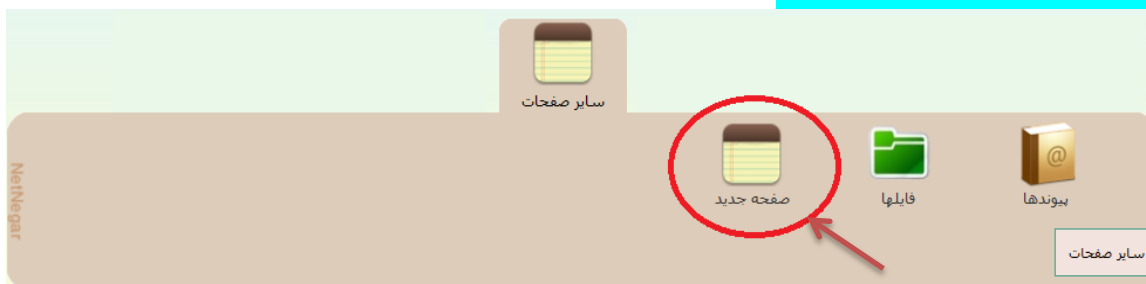 سایر صفحات
پیوندها
فایلها
صفحه جدید
سایر صفحات
NetNegar
@